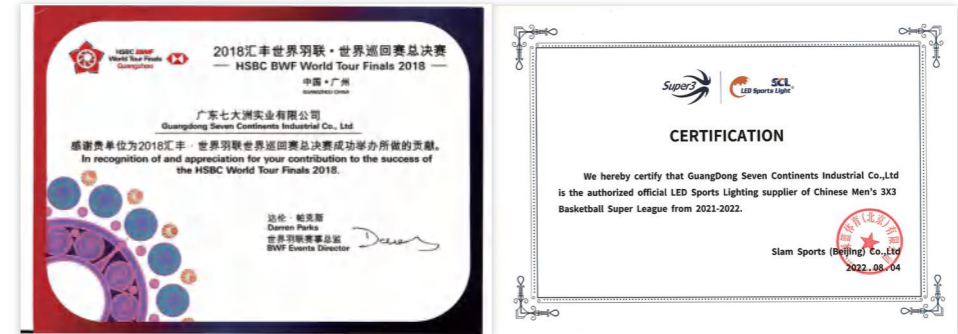 HSBC BWF
World Tour Finals
Guangzhou
2018汇丰世界羽联·世界巡回赛总决赛
HSBC BWF World Tour Finals 2018
中国·广州
GUANGZHOU CHINA
广东七大洲实业有限公司
Guangdong Seven Continents Industrial Co., Ltd
感谢贵单位为2018汇丰·世界羽联世界巡回赛总决赛成功举办所做的贡献。
In recognition of and appreciation for your contribution to the success of
the HSBC World Tour Finals 2018.
达伦·帕克斯
Darren Parks
世界羽联赛事总监
BWF Events Director
Super3
SCL
LED Sports Light
CERTIFICATION
We hereby certify that GuangDong Seven Continents Industrial Co.,Ltd
is the authorized official LED Sports Lighting supplier of Chinese Men's 3X3
Basketball Super League from 2021-2022.
Slam Sports (Beijing) Co.,Ltd
2022.08.04